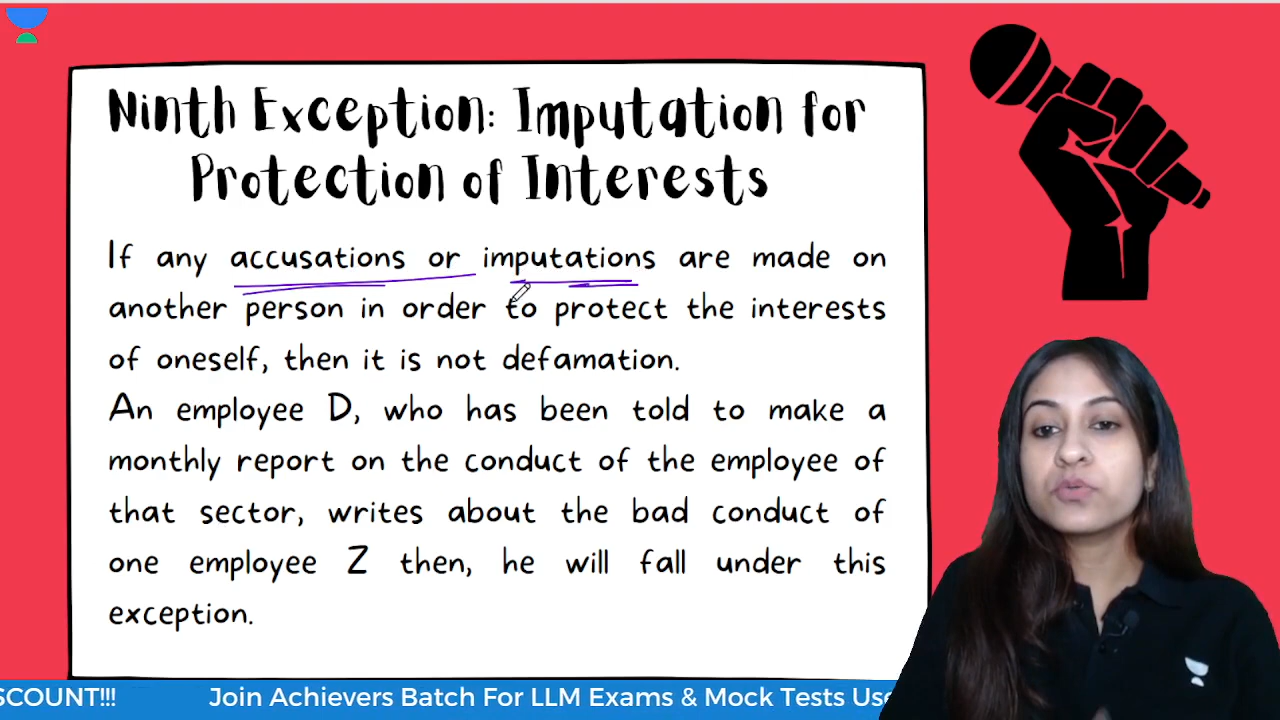 Ninth Exception: Imputation for
Protection of Interests
If any accusations or imputations are made on
another person in order to protect the interests
of oneself, then it is not defamation.
An employee D, who has been told to make a
monthly report on the conduct of the employee of
that sector, writes about the bad conduct of
one employee Z then, he will fall under this
exception.
SCOUNT!!! Join Achievers Batch For LLM Exams & Mock Tests Use